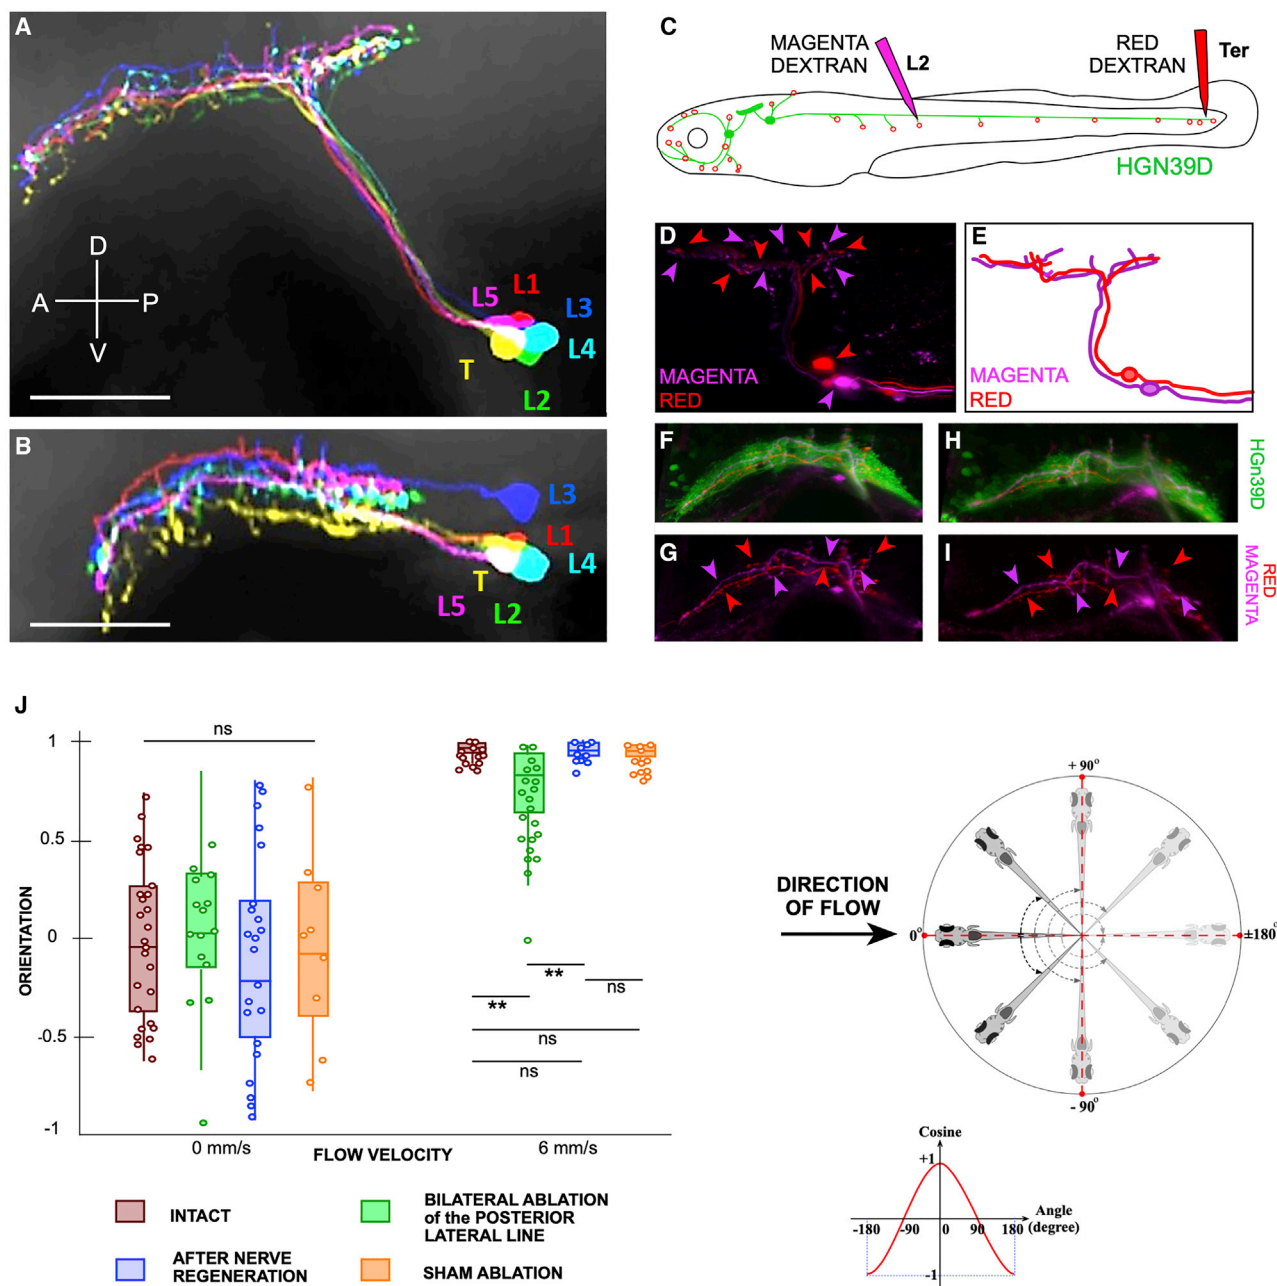 A
D
A
P
V
L5
L1
L3
L4
T
L2
B
L3
L1
L4
T
L5
L2
C
MAGENTA
DEXTRAN
L2
RED
DEXTRAN
Ter
HGN39D
D
MAGENTA
RED
E
MAGENTA
RED
F
H
HGn39D
G
I
RED
MAGENTA
J
ns
1
0.5
0
-0.5
-1
ORIENTATION
**
**
ns
ns
ns
0 mm/s
FLOW VELOCITY
6 mm/s
INTACT
BILATERAL ABLATION
of the POSTERIOR
LATERAL LINE
AFTER NERVE
REGENERATION
SHAM ABLATION
DIRECTION
OF FLOW
+ 90°
0°
±180°
- 90°
Cosine
+1
Angle
(degree)
-180 -90 0 90 180
-1